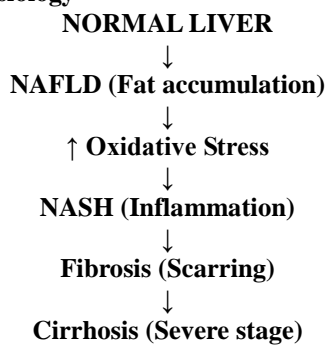 NORMAL LIVER
↓
NAFLD (Fat accumulation)
↓
↑ Oxidative Stress
↓
NASH (Inflammation)
↓
Fibrosis (Scarring)
↓
Cirrhosis (Severe stage)